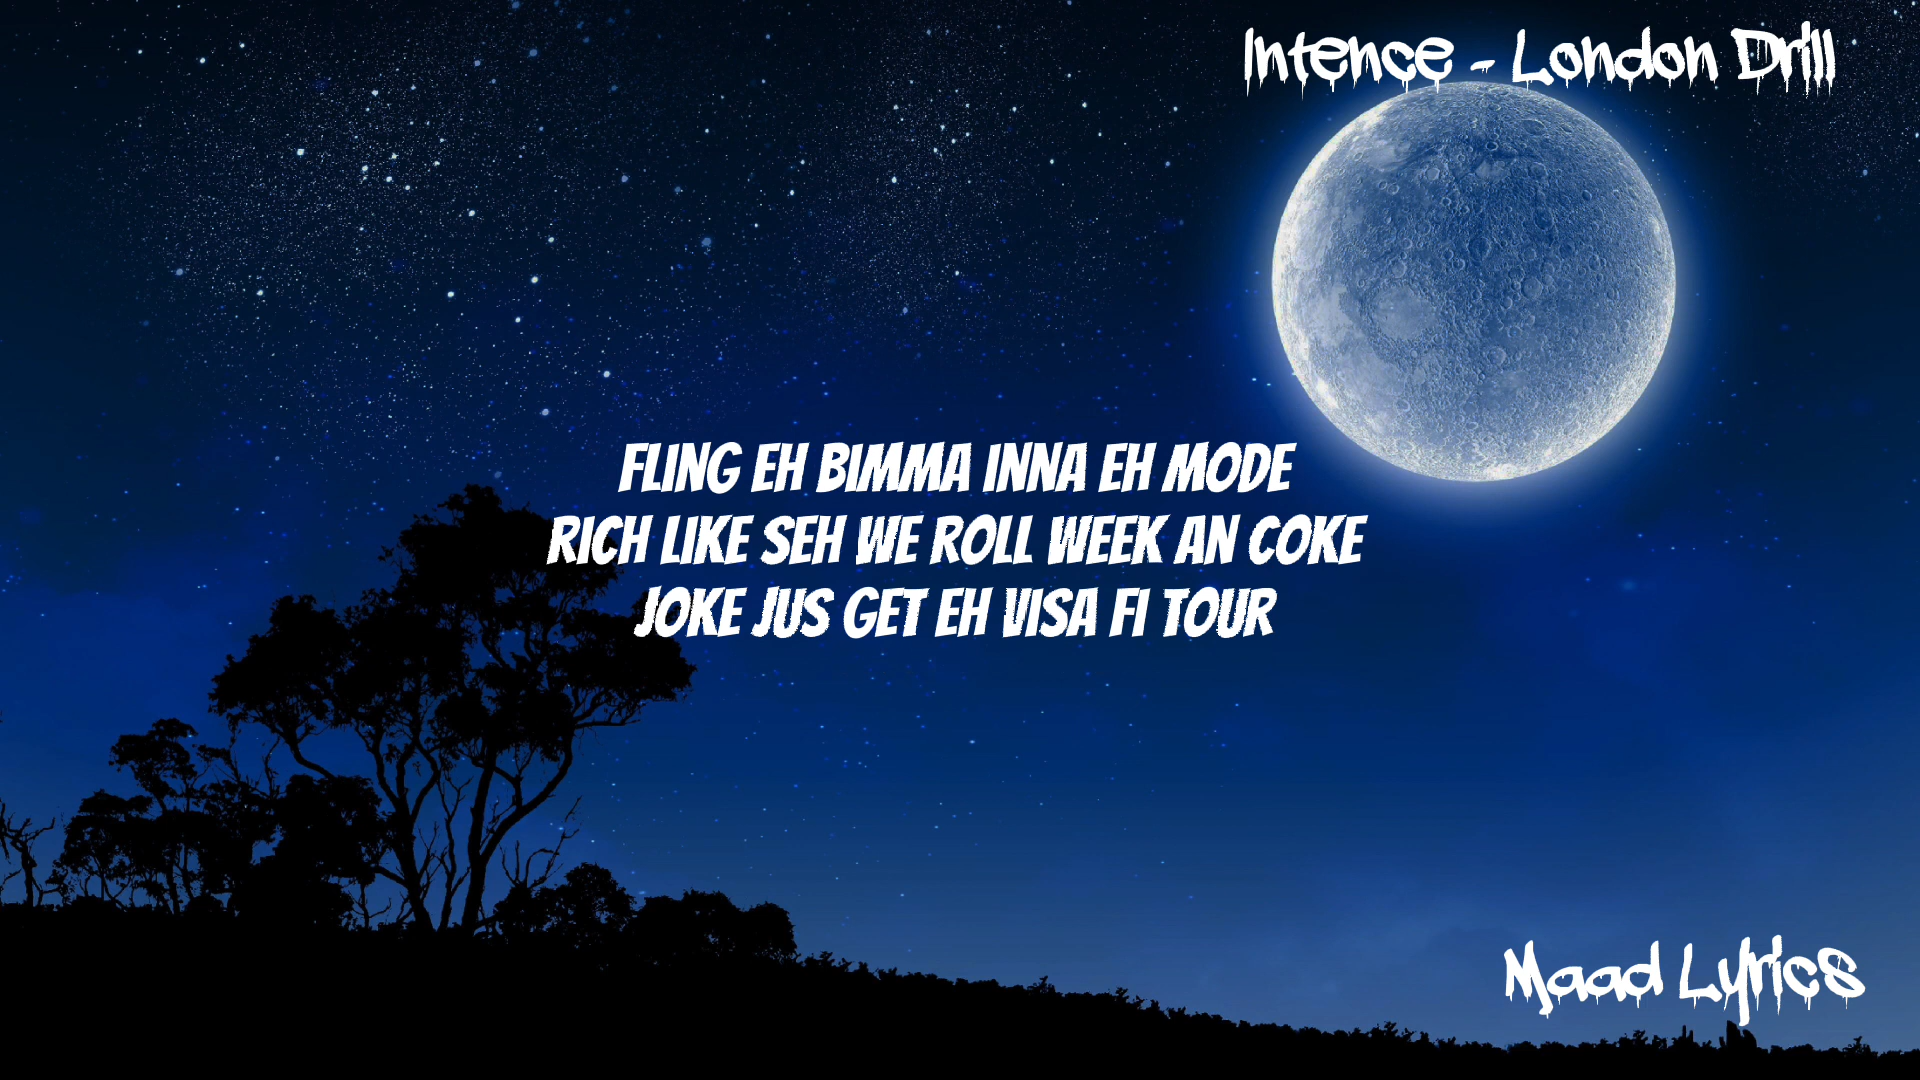 Intence - London Drill
FLING EH BIMMA INNA EH MODE
RICH LIKE SEH WE ROLL WEEK AN COKE
JOKE JUS GET EH VISA FI TOUR
Maad Lyrics